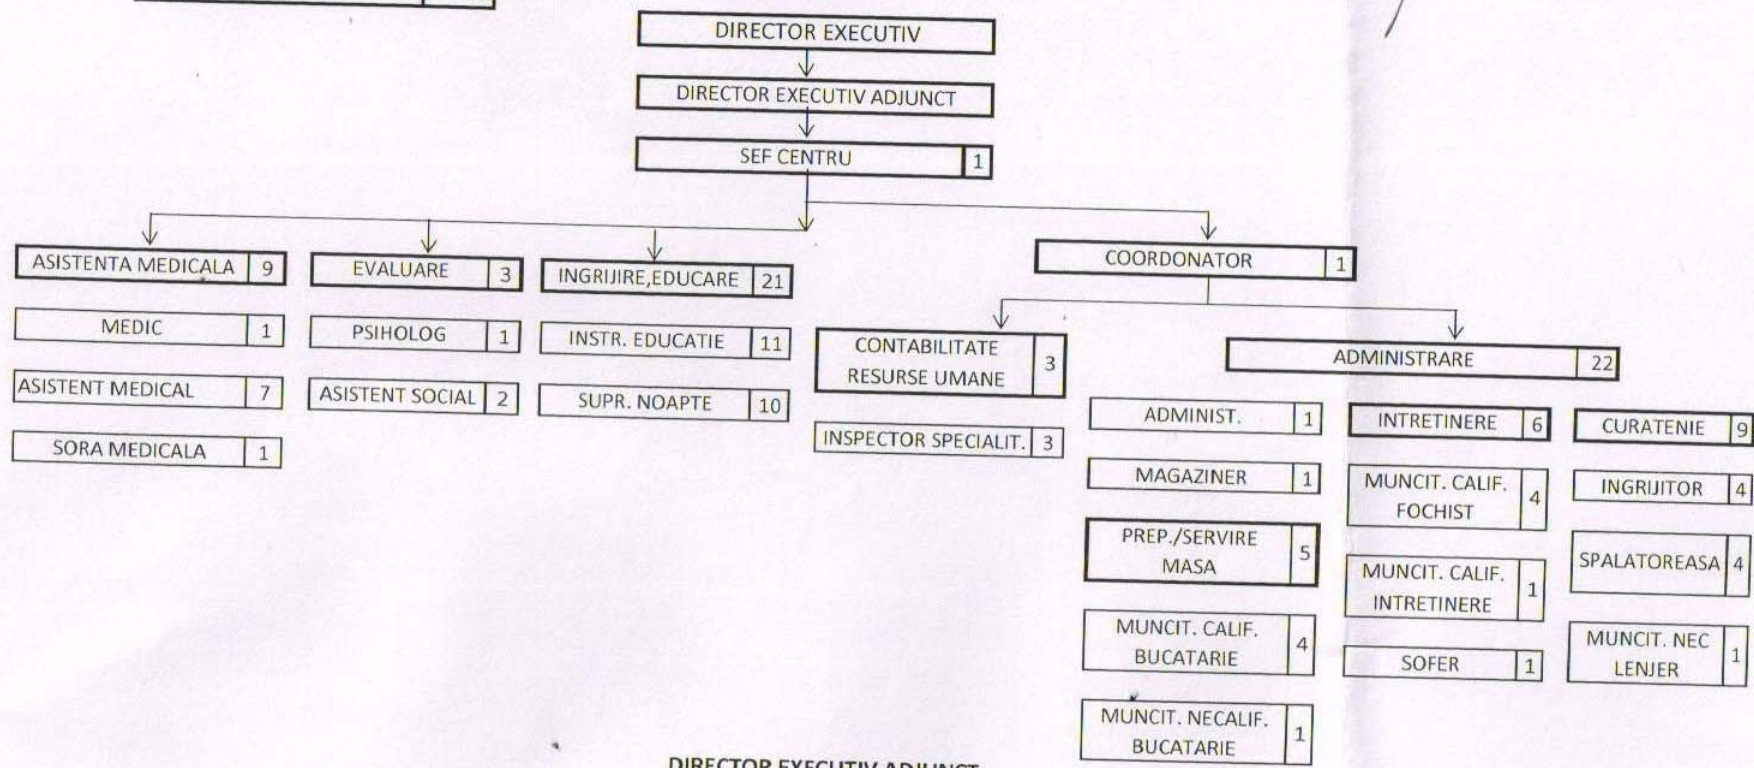 DIRECTOR EXECUTIV
DIRECTOR EXECUTIV ADJUNCT
SEF CENTRU 1
ASISTENTA MEDICALA 9
MEDIC 1
ASISTENT MEDICAL 7
SORA MEDICALA 1
EVALUARE 3
PSIHOLOG 1
ASISTENT SOCIAL 2
INGRIJIRE,EDUCARE 21
INSTR. EDUCATIE 11
SUPR. NOAPTE 10
COORDONATOR 1
CONTABILITATE
RESURSE UMANE 3
INSPECTOR SPECIALIT. 3
ADMINISTRARE 22
ADMINIST. 1
MAGAZINER 1
PREP./SERVIRE
MASA 5
MUNCIT. CALIF.
BUCATARIE 4
MUNCIT. NECALIF.
BUCATARIE 1
INTRETINERE 6
MUNCIT. CALIF.
FOCHIST 4
MUNCIT. CALIF.
INTRETINERE 1
SOFER 1
CURATENIE 9
INGRIJITOR 4
SPALATOREASA 4
MUNCIT. NEC
LENJER 1
DIRECTOR EXECUTIV ADJUNCT